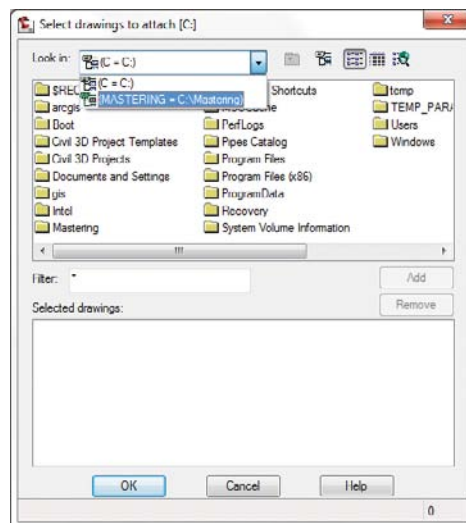 Select drawings to attach [C:]
Look in:
(C = C:)
(C = C:)
(MASTERING = C:\Mastering)
Shortcuts
temp
arcgis
TEMP_PAR
Boot
PerfLogs
Users
Civil 3D Project Templates
Pipes Catalog
Windows
Civil 3D Projects
Program Files
Documents and Settings
Program Files (x86)
gis
ProgramData
Intel
Recovery
Mastering
System Volume Information
Filter:
*
Add
Selected drawings:
Remove
OK
Cancel
Help
0